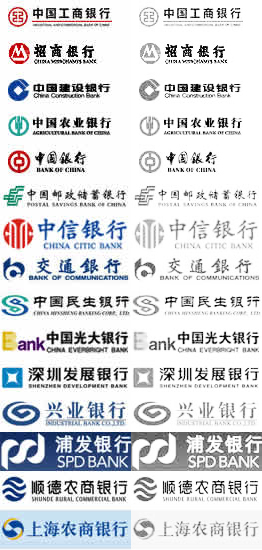 中国工商银行 中国工商银行
INDUSTRIAL AND COMMERCIAL BANK OF CHINA INDUSTRIAL AND COMMERCIAL BANK OF CHINA
招商银行 招商银行
CHINA MERCHANTS BANK CHINA MERCHANTS BANK
中国建设银行 中国建设银行
China Construction Bank China Construction Bank
中国农业银行 中国农业银行
AGRICULTURAL BANK OF CHINA AGRICULTURAL BANK OF CHINA
中国银行 中国银行
BANK OF CHINA BANK OF CHINA
中国邮政储蓄银行 中国邮政储蓄银行
POSTAL SAVINGS BANK OF CHINA POSTAL SAVINGS BANK OF CHINA
中信银行 中信银行
CHINA CITIC BANK CHINA CITIC BANK
交通银行 交通银行
BANK OF COMMUNICATIONS BANK OF COMMUNICATIONS
中国民生银行 中国民生银行
CHINA MINSHENG BANKING CORP., LTD CHINA MINSHENG BANKING CORP., LTD
Bank 中国光大银行 Bank 中国光大银行
CHINA EVERBRIGHT BANK CHINA EVERBRIGHT BANK
深圳发展银行 深圳发展银行
SHENZHEN DEVELOPMENT BANK SHENZHEN DEVELOPMENT BANK
兴业银行 兴业银行
INDUSTRIAL BANK CO.,LTD. INDUSTRIAL BANK CO.,LTD.
浦发银行 浦发银行
SPD BANK SPD BANK
顺德农商银行 顺德农商银行
SHUNDE RURAL COMMERCIAL BANK SHUNDE RURAL COMMERCIAL BANK
上海农商银行 上海农商银行